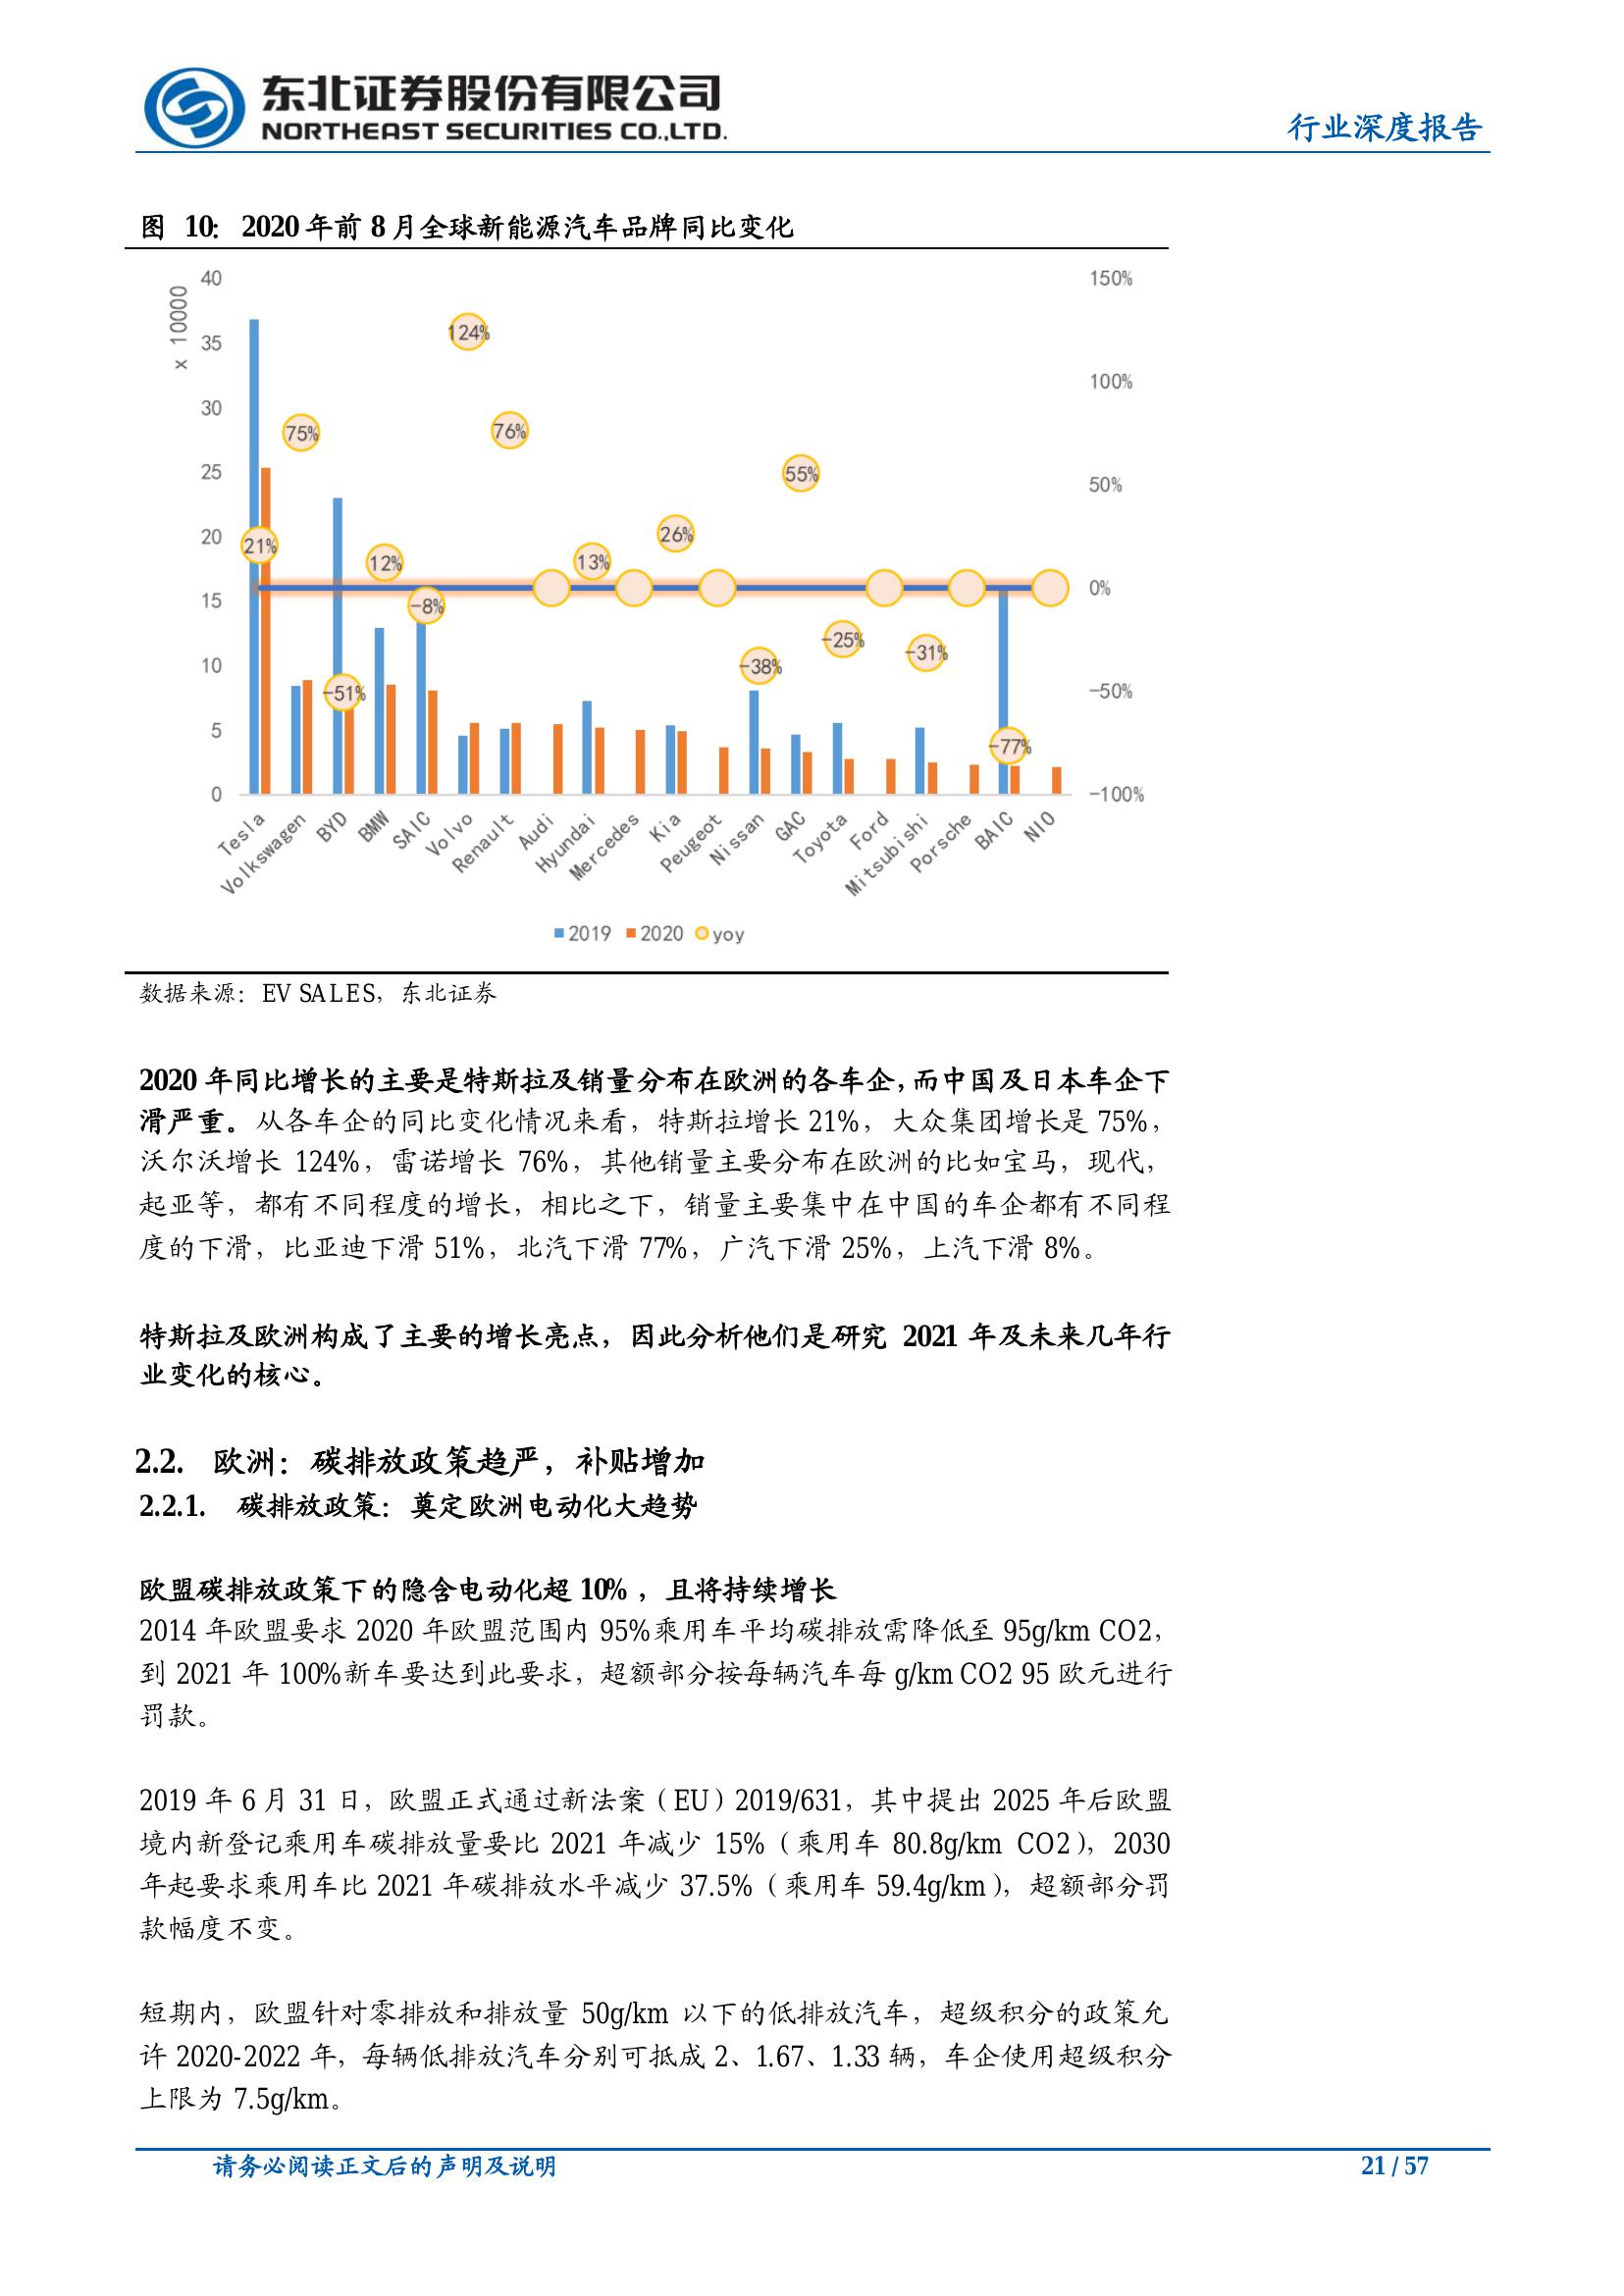 东北证券股份有限公司
NORTHEAST SECURITIES CO.,LTD.
行业深度报告
图 10: 2020年前8月全球新能源汽车品牌同比变化
x 10000
40
35
30
25
20
15
10
5
0
150%
100%
50%
0%
-50%
-100%
21%
75%
-51%
12%
-8%
124%
76%
13%
26%
-38%
55%
-25%
-31%
-77%
Tesla
Volkswagen
BYD
BMW
SAIC
Volvo
Renault
Audi
Hyundai
Mercedes
Kia
Peugeot
Nissan
GAC
Toyota
Ford
Mitsubishi
Porsche
BAIC
NIO
2019 2020 yoy
数据来源：EV SALES，东北证券
2020 年同比增长的主要是特斯拉及销量分布在欧洲的各车企，而中国及日本车企下
滑严重。从各车企的同比变化情况来看，特斯拉增长 21%，大众集团增长是 75%，
沃尔沃增长 124%，雷诺增长 76%，其他销量主要分布在欧洲的比如宝马，现代，
起亚等，都有不同程度的增长，相比之下，销量主要集中在中国的车企都有不同程
度的下滑，比亚迪下滑 51%，北汽下滑 77%，广汽下滑 25%，上汽下滑 8%。
特斯拉及欧洲构成了主要的增长亮点，因此分析他们是研究 2021 年及未来几年行
业变化的核心。
2.2. 欧洲：碳排放政策趋严，补贴增加
2.2.1. 碳排放政策：奠定欧洲电动化大趋势
欧盟碳排放政策下的隐含电动化超 10%，且将持续增长
2014 年欧盟要求 2020 年欧盟范围内 95%乘用车平均碳排放需降低至 95g/km CO2，
到 2021 年 100%新车要达到此要求，超额部分按每辆汽车每 g/km CO2 95 欧元进行
罚款。
2019 年 6 月 31 日，欧盟正式通过新法案（EU）2019/631，其中提出 2025 年后欧盟
境内新登记乘用车碳排放量要比 2021 年减少 15%（乘用车 80.8g/km CO2），2030
年起要求乘用车比 2021 年碳排放水平减少 37.5%（乘用车 59.4g/km），超额部分罚
款幅度不变。
短期内，欧盟针对零排放和排放量 50g/km 以下的低排放汽车，超级积分的政策允
许 2020-2022 年，每辆低排放汽车分别可抵成 2、1.67、1.33 辆，车企使用超级积分
上限为 7.5g/km。
请务必阅读正文后的声明及说明
21 / 57